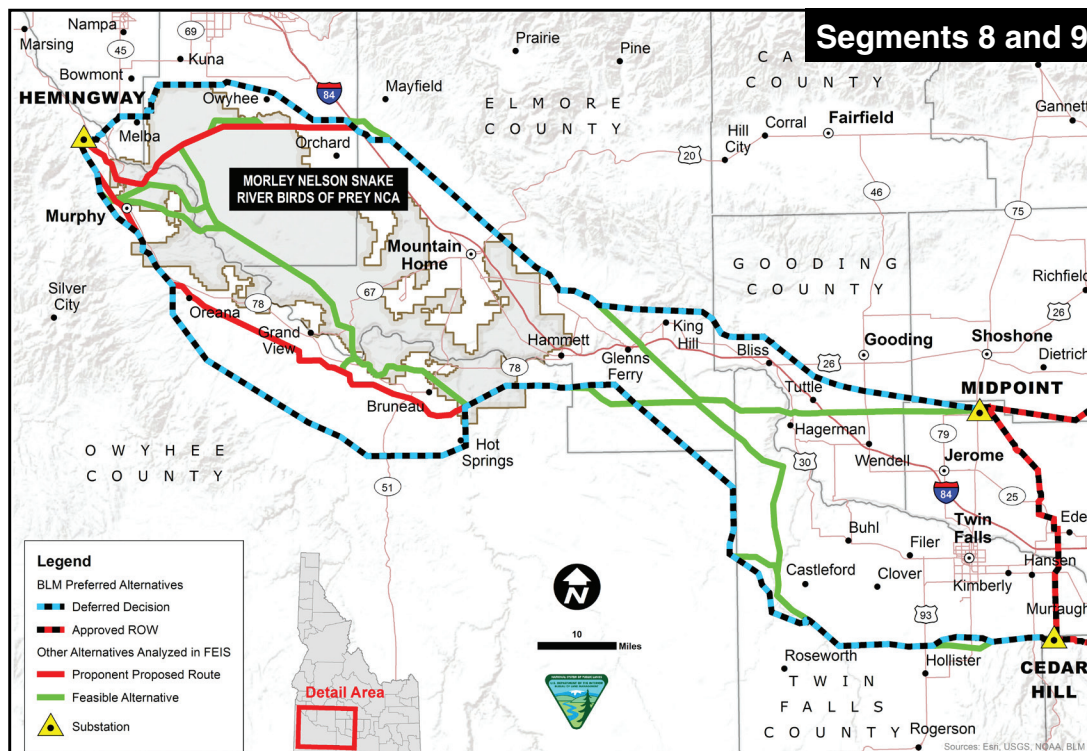 Segments 8 and 9
Nampa
Marsing
45
69
Kuna
Bowmont
HEMINGWAY
Melba
Owyhee
84
Mayfield
Prairie
Pine
ELMORE
COUNTY
CA
COUNTY
Gannett
Fairfield
Corral
Hill
City
20
46
75
Orchard
MORLEY NELSON SNAKE
RIVER BIRDS OF PREY NCA
Murphy
Mountain
Home
67
GOODING
COUNTY
Richfield
26
Silver
City
Oreana
78
Grand
View
Hammett
78
Glenns
Ferry
King
Hill
Bliss
26
Gooding
Shoshone
Dietrich
Tuttle
MIDPOINT
Bruneau
Hot
Springs
OWYHEE
COUNTY
51
Hagerman
30
Wendell
79
Jerome
84
25
Eden
Buhl
Filer
Twin
Falls
Hansen
Castleford
Clover
Kimberly
93
Murtaugh
Roseworth
Hollister
CEDAR
HILL
TWIN
FALLS
COUNTY
Rogerson
Legend
BLM Preferred Alternatives
Deferred Decision
Approved ROW
Other Alternatives Analyzed in FEIS
Proponent Proposed Route
Feasible Alternative
Substation
Detail Area
N
10
Miles
Sources: Esri, USGS, NOAA, BLM